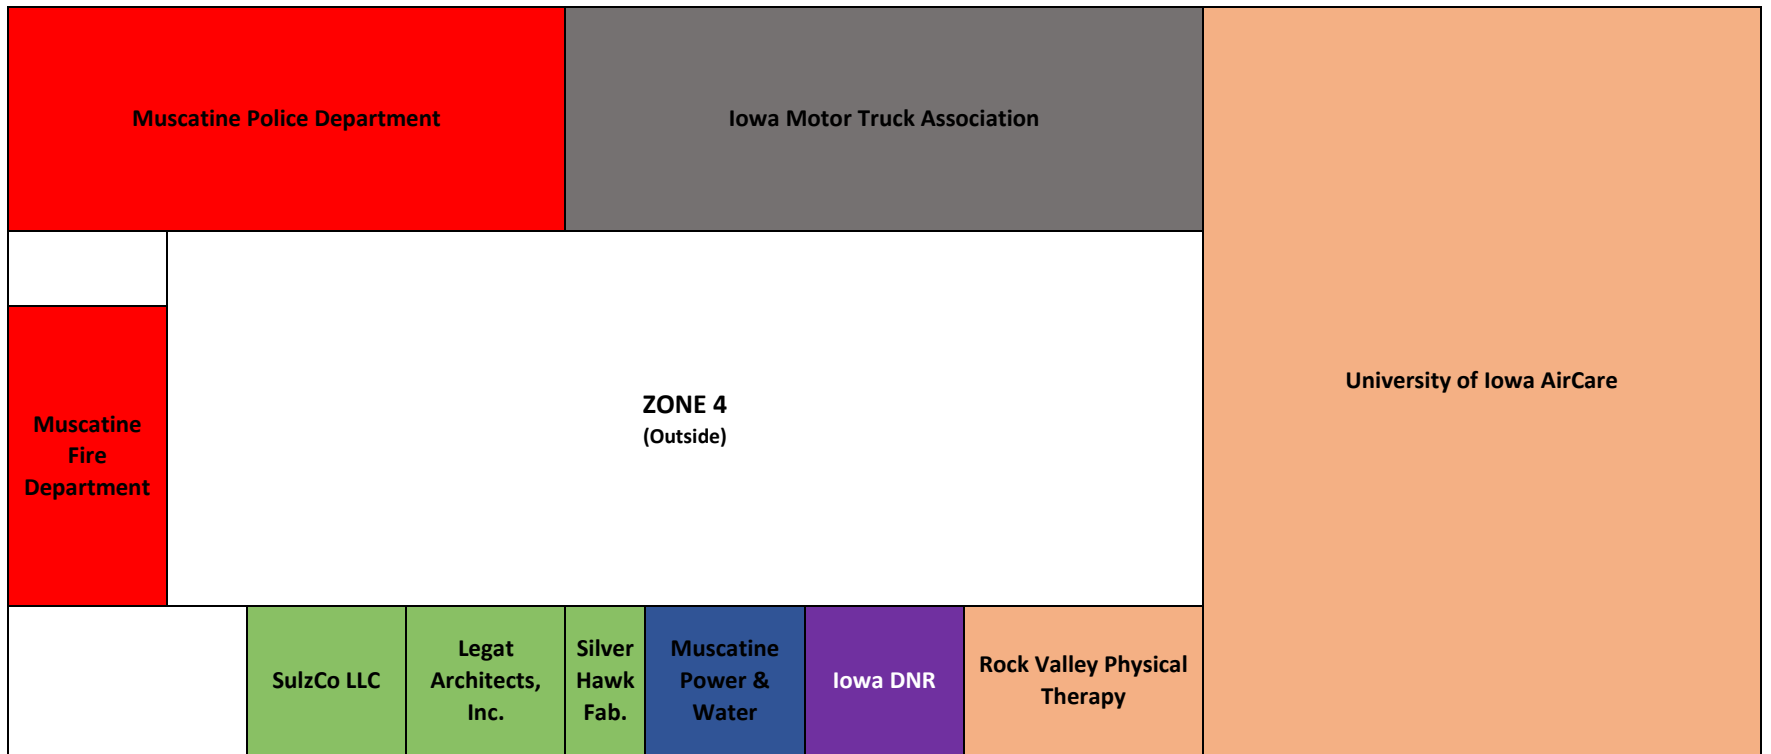 Muscatine Police Department
Iowa Motor Truck Association
University of Iowa AirCare
ZONE 4
(Outside)
Muscatine
Fire
Department
SulzCo LLC
Legat
Architects,
Inc.
Silver
Hawk
Fab.
Muscatine
Power &
Water
Iowa DNR
Rock Valley Physical
Therapy